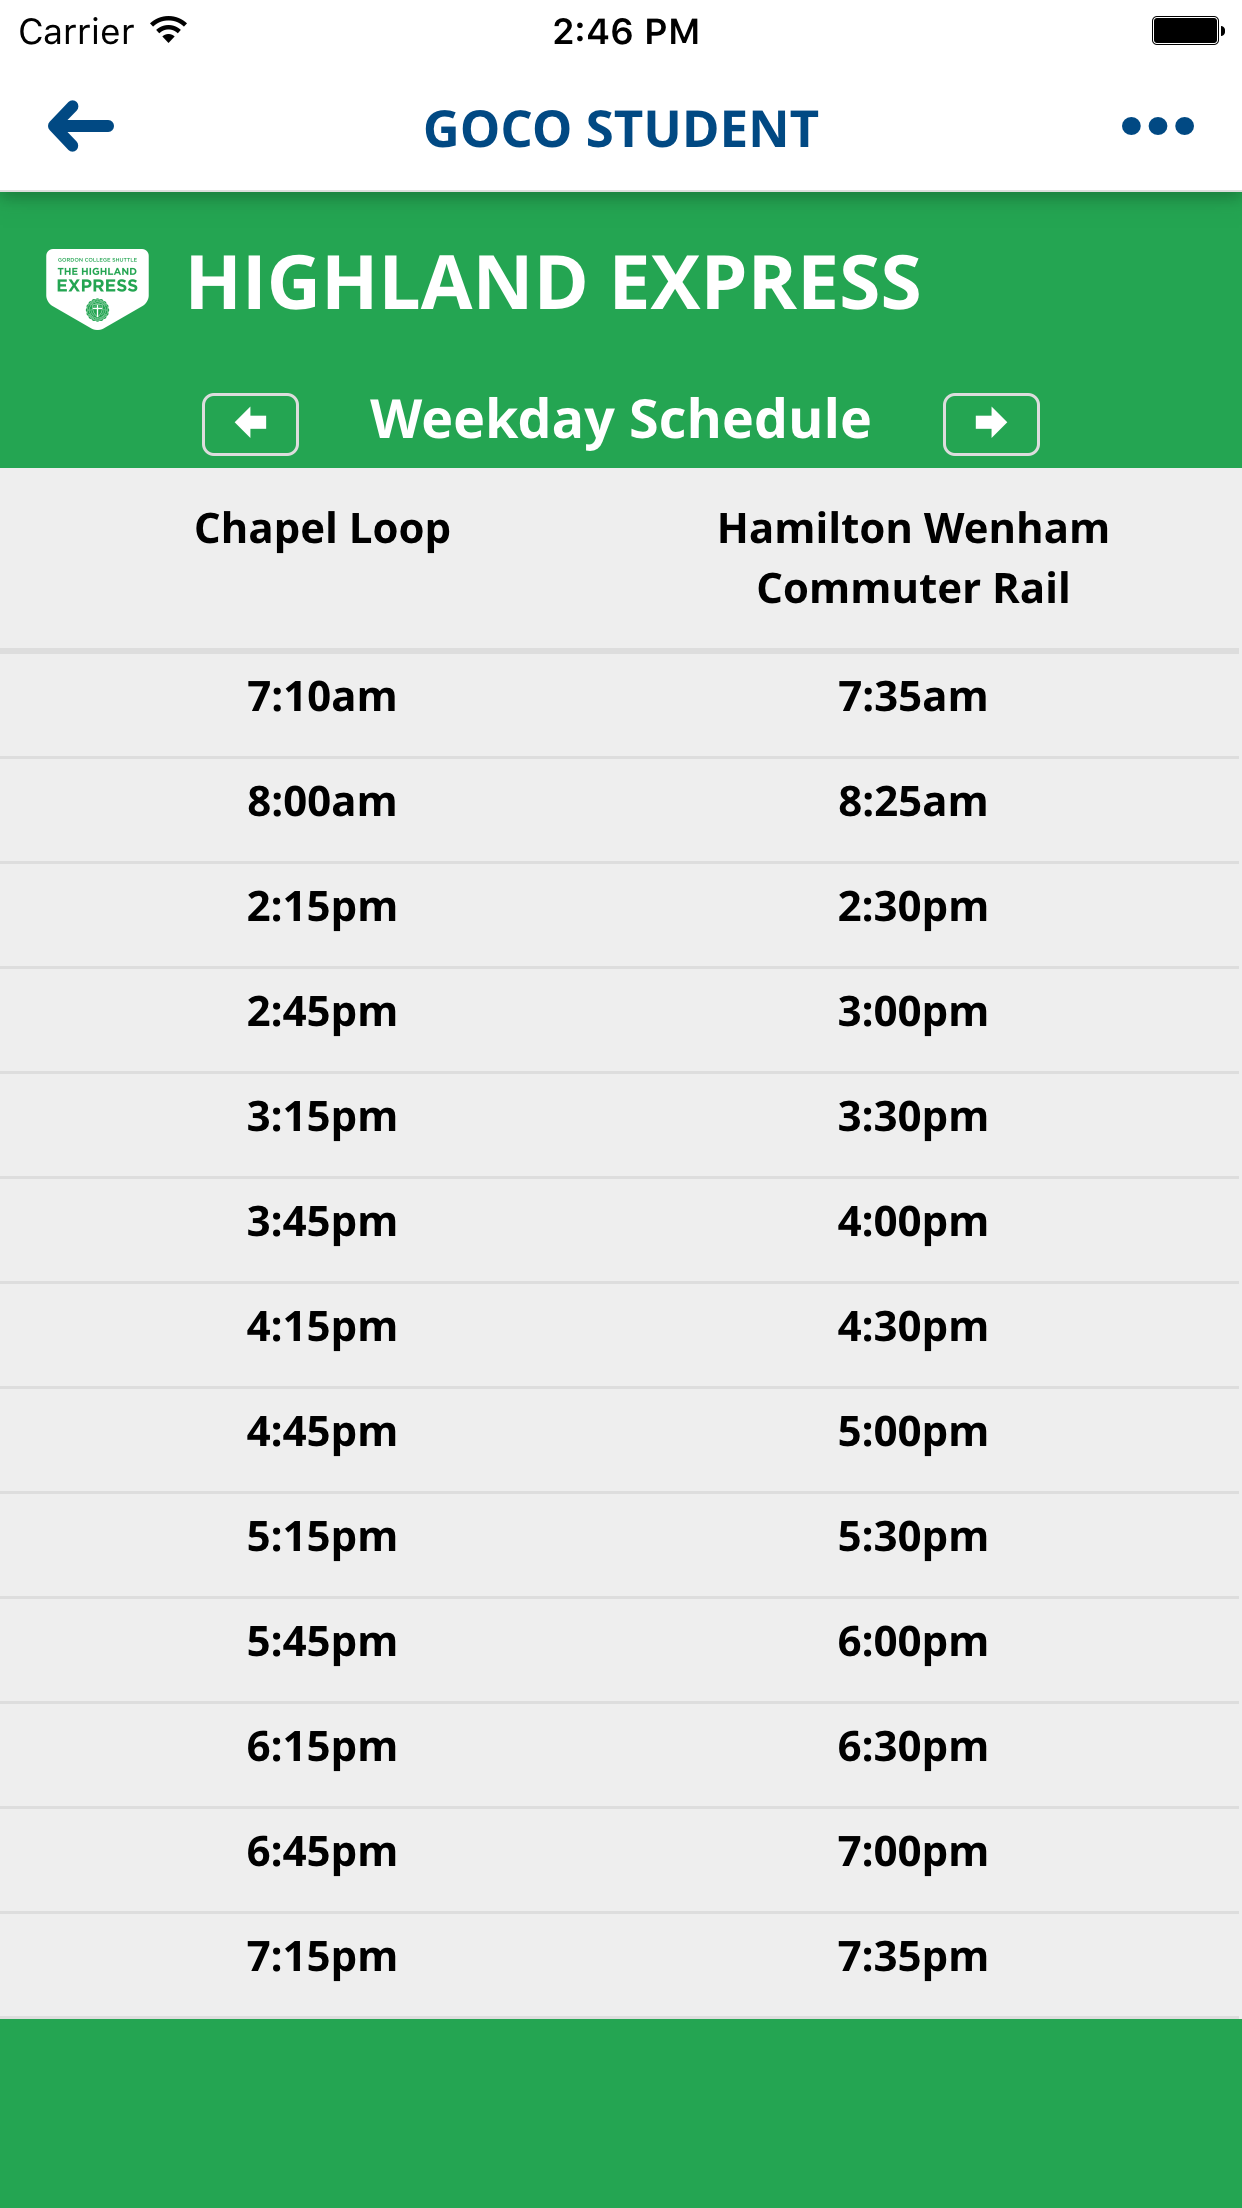 Carrier 2:46 PM
GOCO STUDENT
GORDON COLLEGE SHUTTLE
THE HIGHLAND
EXPRESS
HIGHLAND EXPRESS
Weekday Schedule
Chapel Loop Hamilton Wenham
Commuter Rail
7:10am 7:35am
8:00am 8:25am
2:15pm 2:30pm
2:45pm 3:00pm
3:15pm 3:30pm
3:45pm 4:00pm
4:15pm 4:30pm
4:45pm 5:00pm
5:15pm 5:30pm
5:45pm 6:00pm
6:15pm 6:30pm
6:45pm 7:00pm
7:15pm 7:35pm